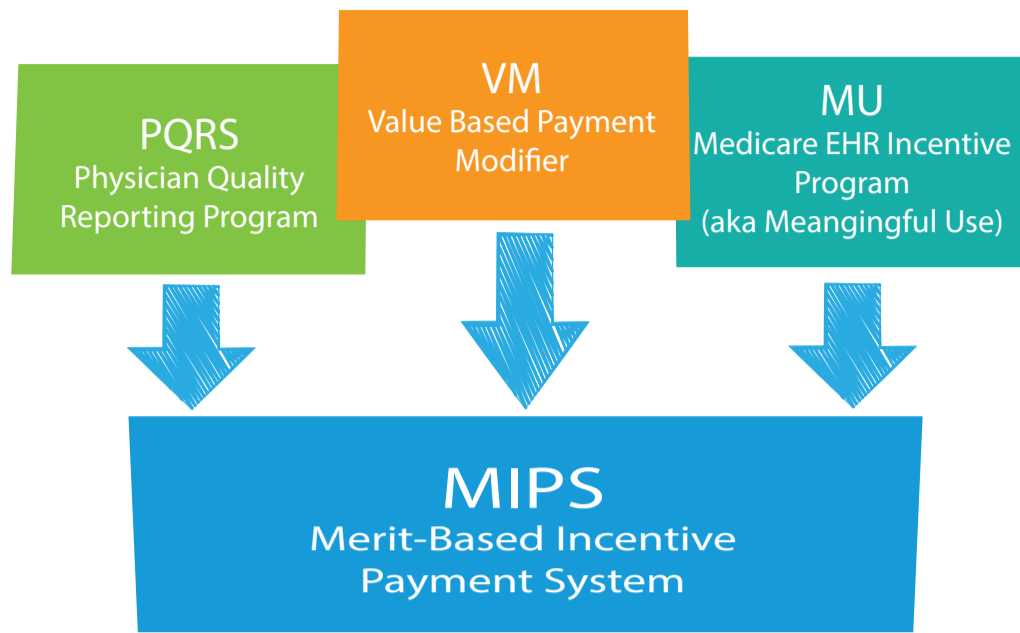 PQRS
Physician Quality
Reporting Program
VM
Value Based Payment
Modifier
MU
Medicare EHR Incentive
Program
(aka Meangingful Use)
MIPS
Merit-Based Incentive
Payment System